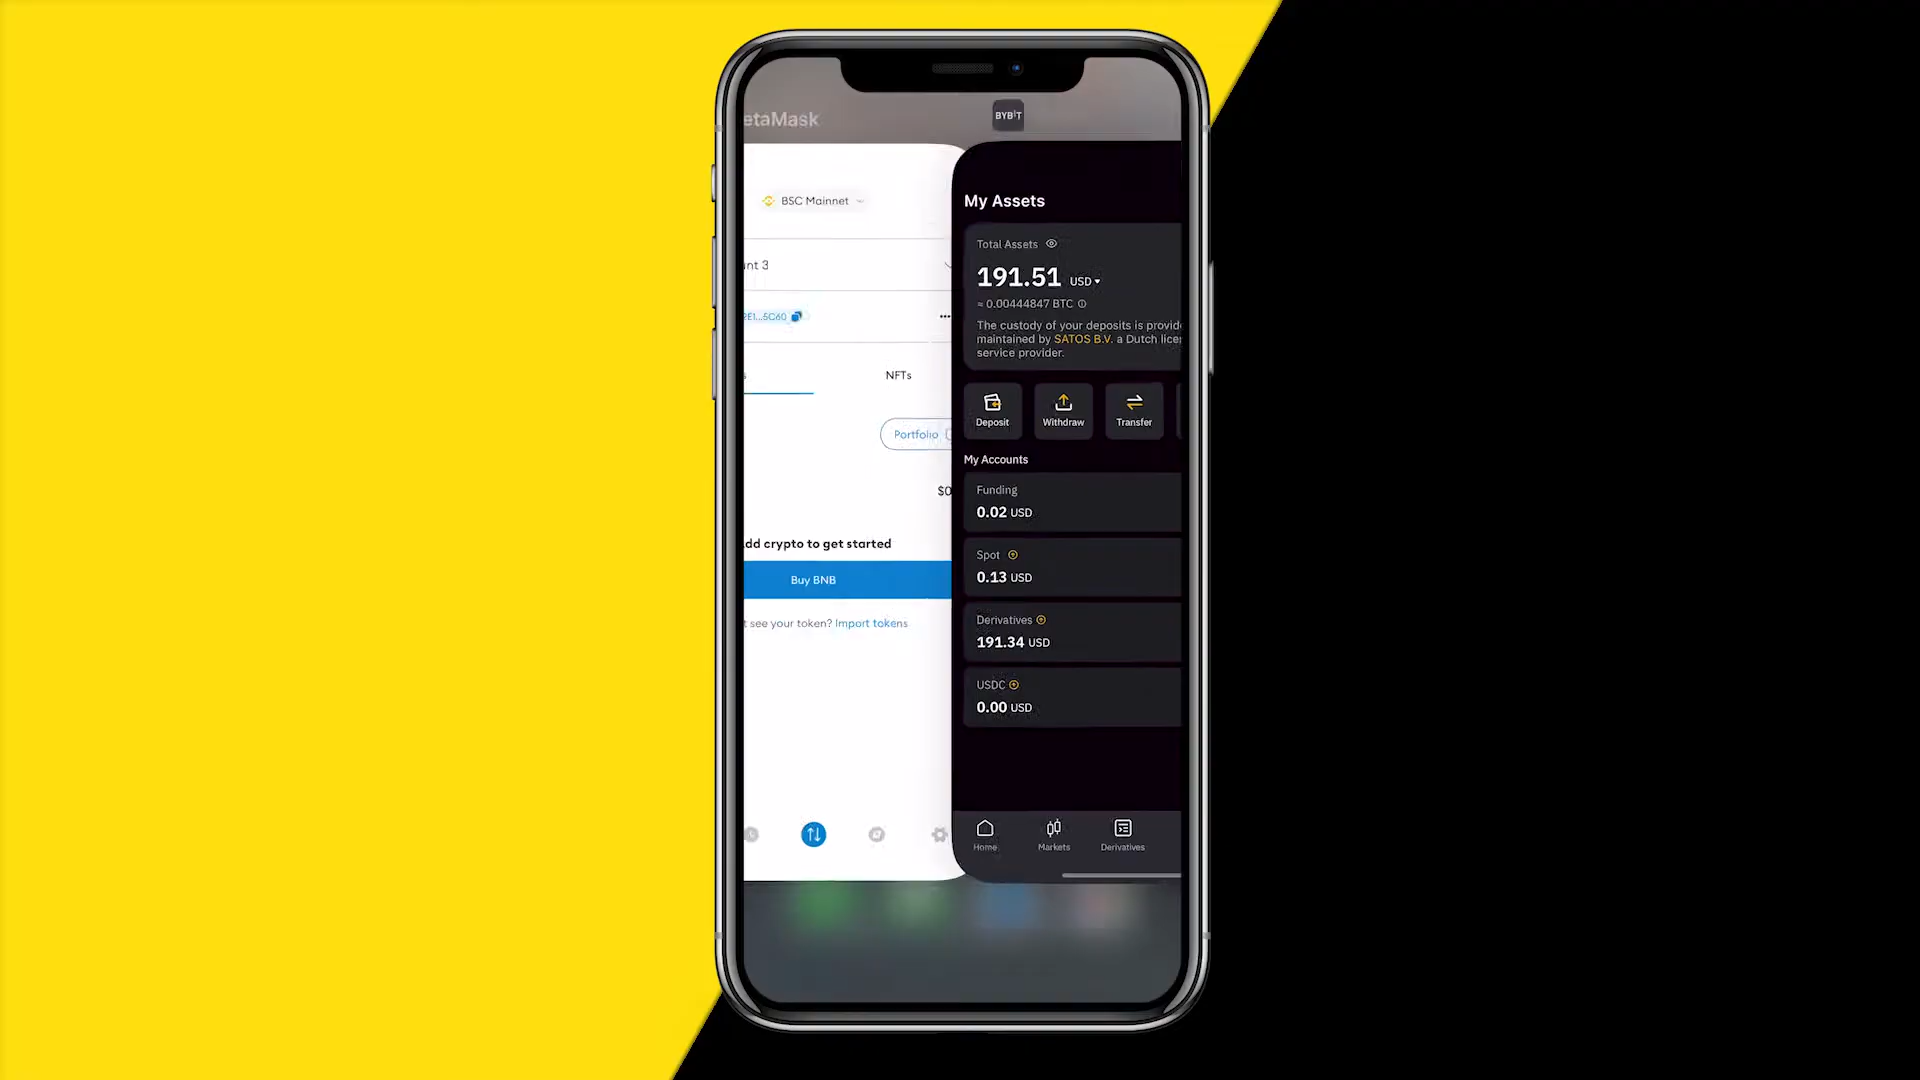 etaMask
BSC Mainnet
unt 3
5C60
NFTs
Portfolio
$0
dd crypto to get started
Buy BNB
t see your token? Import tokens
BYBIT
My Assets
Total Assets
191.51 USD
≈ 0.00444847 BTC
The custody of your deposits is provid
maintained by SATOS B.V. a Dutch lice
service provider.
Deposit
Withdraw
Transfer
My Accounts
Funding
0.02 USD
Spot
0.13 USD
Derivatives
191.34 USD
USDC
0.00 USD
Home
Markets
Derivatives